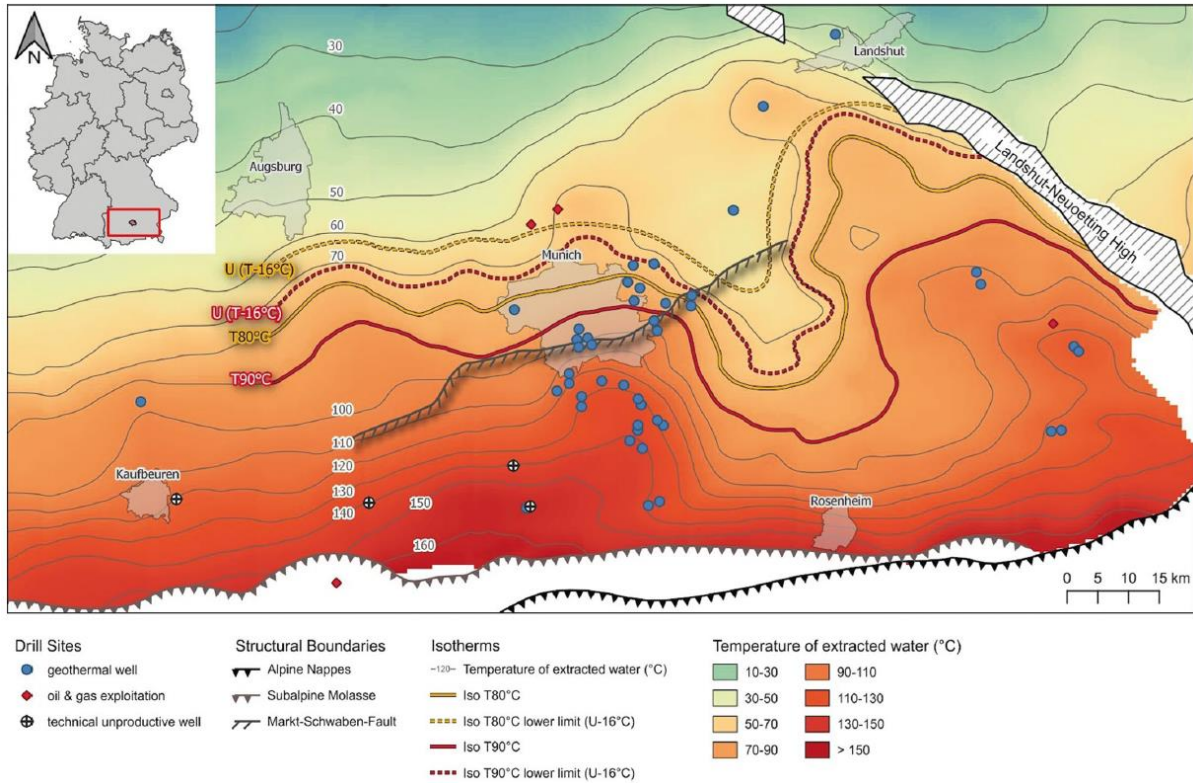 N
30
40
50
60
70
100
110
120
130
140
150
160
Landshut
Augsburg
Landshut-Neuoetting High
Munich
U (T-16°C)
U (T-16°C)
T80°C
T90°C
Kaufbeuren
Rosenheim
0 5 10 15 km
Drill Sites
geothermal well
oil & gas exploitation
technical unproductive well
Structural Boundaries
Alpine Nappes
Subalpine Molasse
Markt-Schwaben-Fault
Isotherms
-120- Temperature of extracted water (°C)
Iso T80°C
Iso T80°C lower limit (U-16°C)
Iso T90°C
Iso T90°C lower limit (U-16°C)
Temperature of extracted water (°C)
10-30
30-50
50-70
70-90
90-110
110-130
130-150
> 150